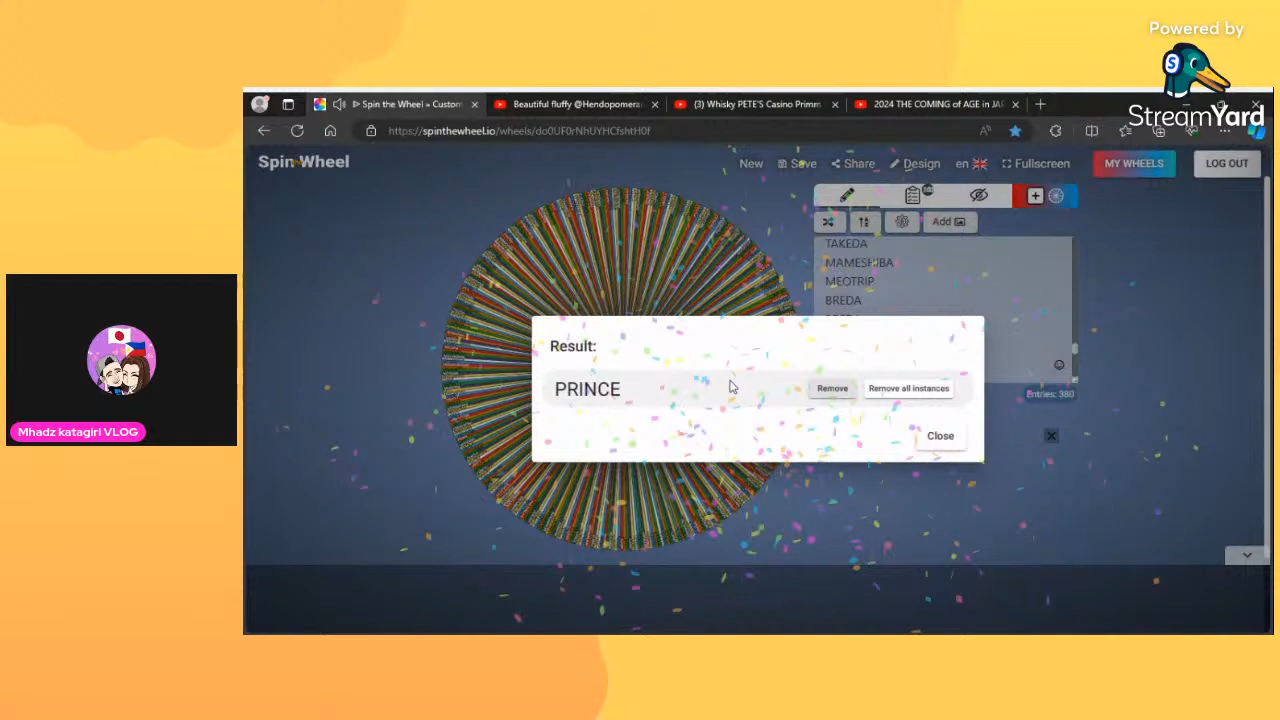 Powered by
StreamYard
Spin the Wheel = Custom
Beautiful fluffy @Hendopomera
(3) Whisky PETE'S Casino Primm
2024 THE COMING of AGE in JAP
https://spinthewheel.io/wheels/do0UF0rNhUYHCfshtH0f
Spin Wheel
New
Save
Share
Design
en
Fullscreen
MY WHEELS
LOG OUT
Add
TAKEDA
MAMESHIBA
MEOTRIP
BREDA
Result:
PRINCE
Remove
Remove all instances
Close
Entries: 380
Mhadz katagiri VLOG